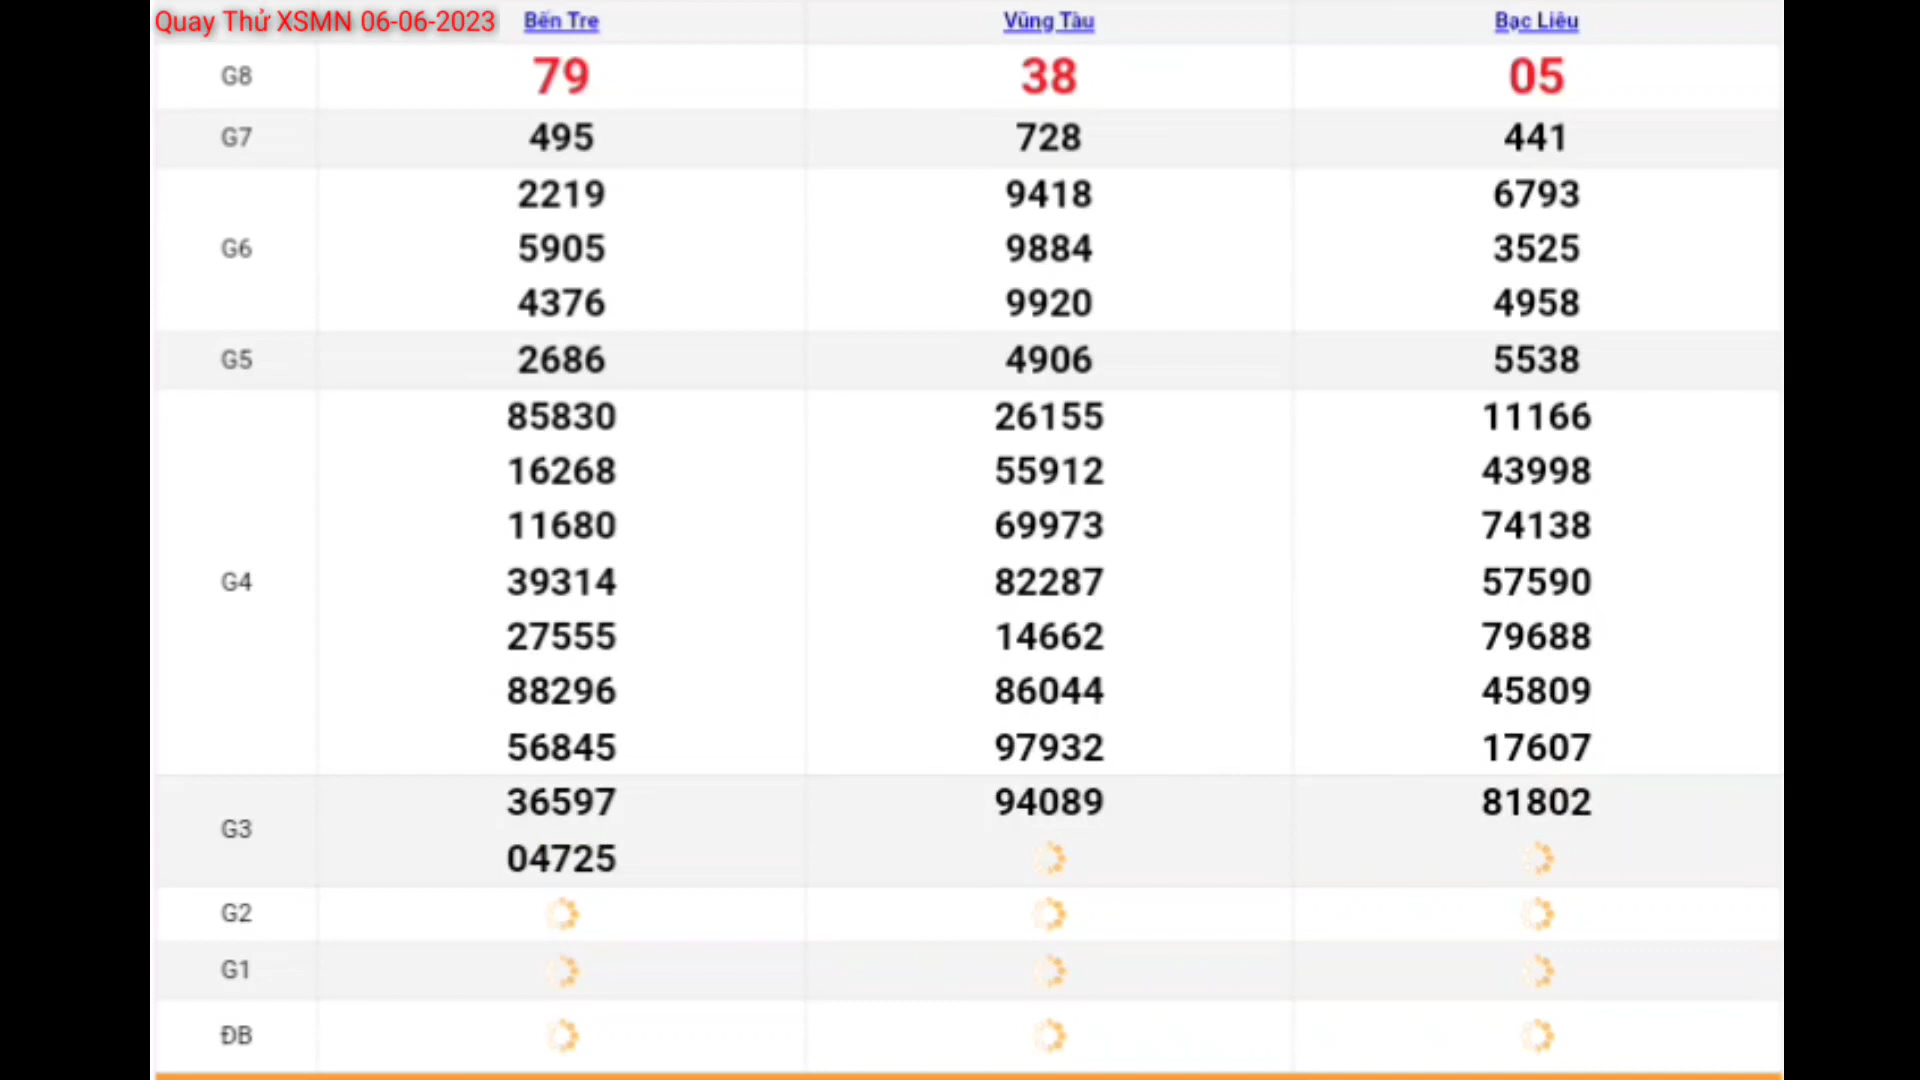 Quay Thử XSMN 06-06-2023 Bến Tre Vũng Tàu Bạc Liêu
G8 79 38 05
G7 495 728 441
2219 9418 6793
G6 5905 9884 3525
4376 9920 4958
G5 2686 4906 5538
85830 26155 11166
16268 55912 43998
11680 69973 74138
G4 39314 82287 57590
27555 14662 79688
88296 86044 45809
56845 97932 17607
36597 94089 81802
G3
04725
G2
G1
ĐB